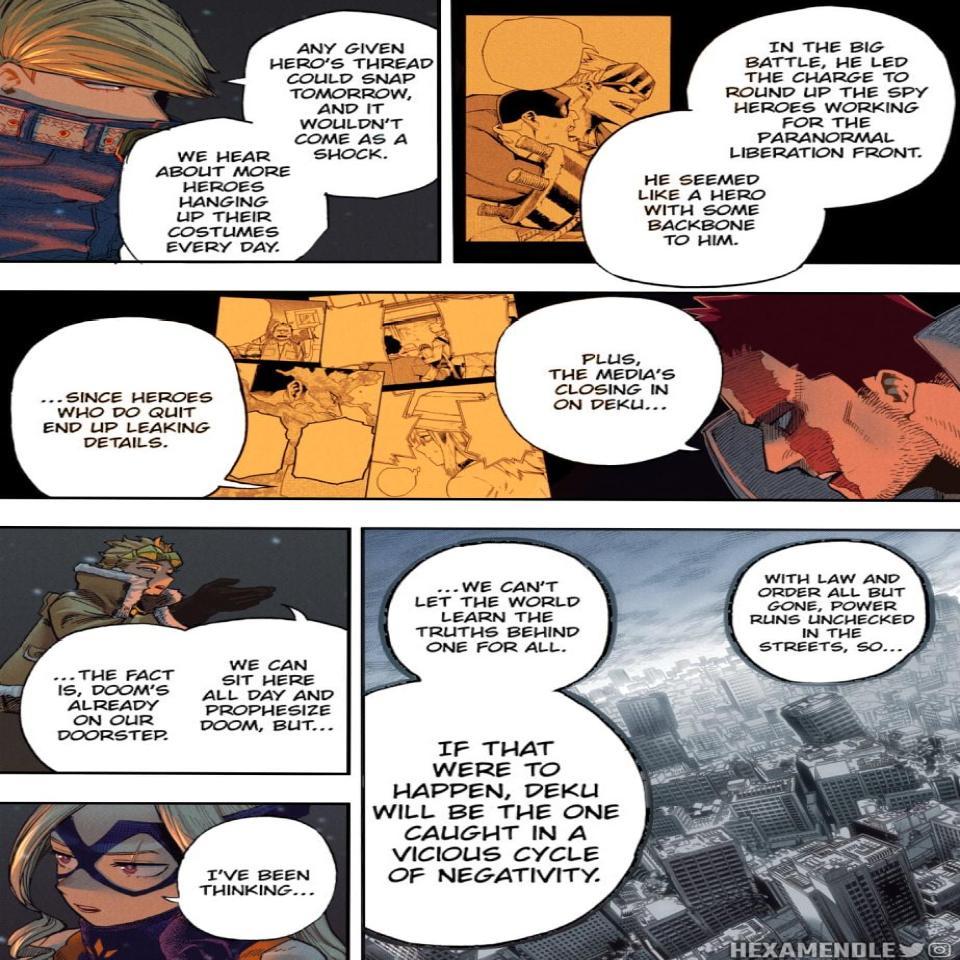 IN THE BIG
BATTLE, HE LED
THE CHARGE TO
ROUND UP THE SPY
HEROES WORKING
FOR THE
PARANORMAL
LIBERATION FRONT.
HE SEEMED
LIKE A HERO
WITH SOME
BACKBONE
TO HIM.
ANY GIVEN
HERO'S THREAD
COULD SNAP
TOMORROW,
AND IT
WOULDN'T
COME AS A
SHOCK.
WE HEAR
ABOUT MORE
HEROES
HANGING
UP THEIR
COSTUMES
EVERY DAY.
PLUS,
THE MEDIA'S
CLOSING IN
ON DEKU...
...SINCE HEROES
WHO DO QUIT
END UP LEAKING
DETAILS.
WITH LAW AND
ORDER ALL BUT
GONE, POWER
RUNS UNCHECKED
IN THE
STREETS, SO...
...WE CAN'T
LET THE WORLD
LEARN THE
TRUTHS BEHIND
ONE FOR ALL.
IF THAT
WERE TO
HAPPEN, DEKU
WILL BE THE ONE
CAUGHT IN A
VICIOUS CYCLE
OF NEGATIVITY.
WE CAN
SIT HERE
ALL DAY AND
PROPHESIZE
DOOM, BUT...
...THE FACT
IS, DOOM'S
ALREADY
ON OUR
DOORSTEP.
I'VE BEEN
THINKING...
HEXAMENDLE